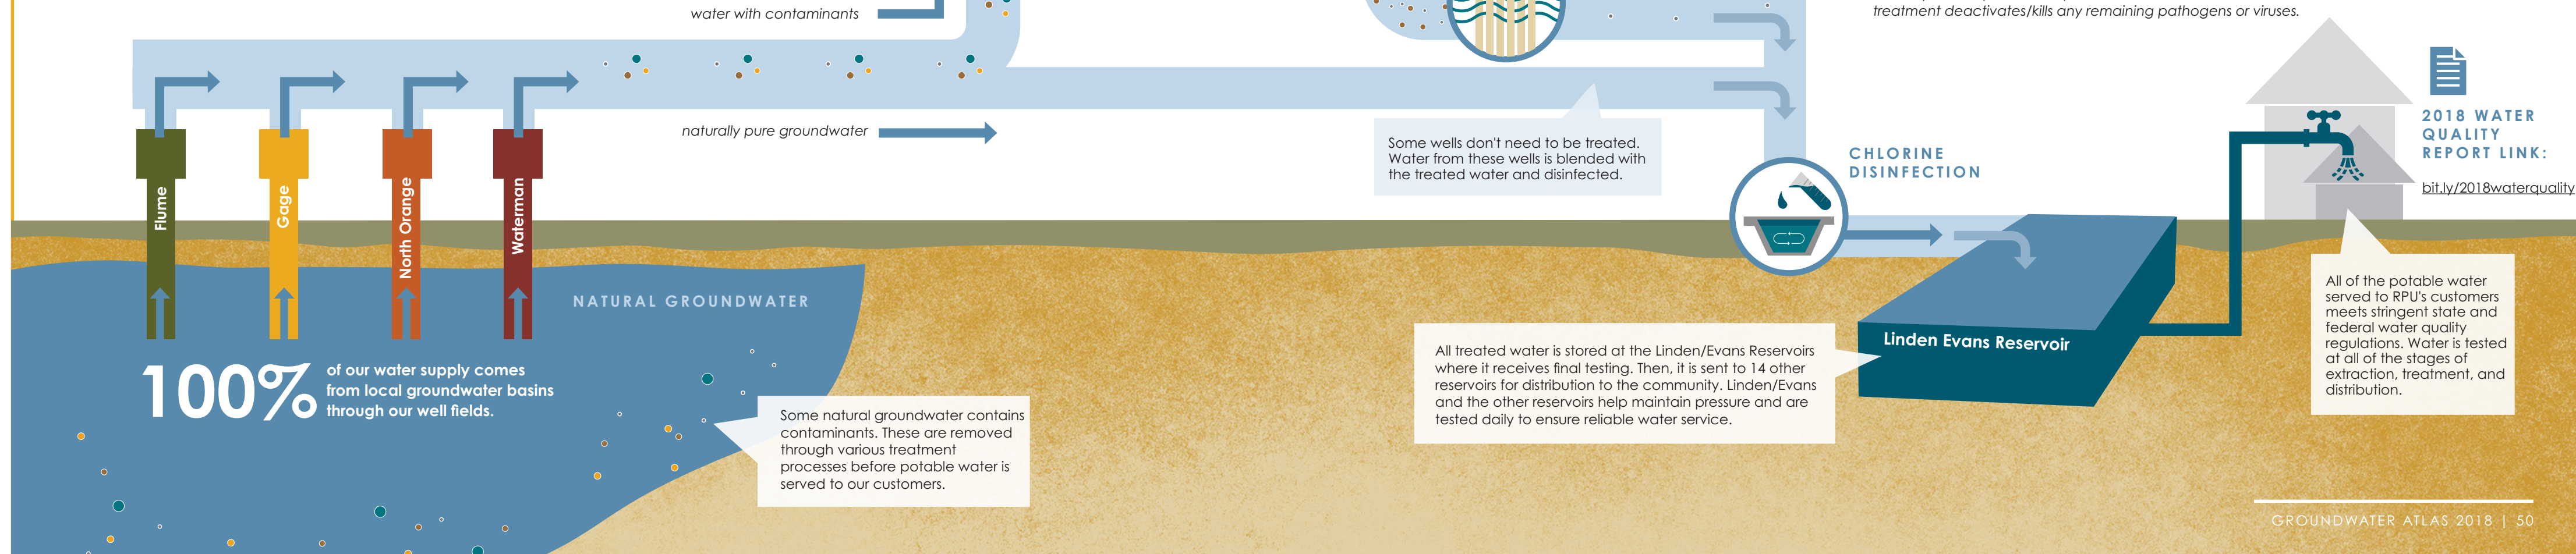 water with contaminants
treatment deactivates/kills any remaining pathogens or viruses.
naturally pure groundwater
Some wells don't need to be treated.
Water from these wells is blended with
the treated water and disinfected.
CHLORINE
DISINFECTION
2018 WATER
QUALITY
REPORT LINK:
bit.ly/2018waterquality
Flume
Gage
North Orange
Waterman
NATURAL GROUNDWATER
100%
of our water supply comes
from local groundwater basins
through our well fields.
Some natural groundwater contains
contaminants. These are removed
through various treatment
processes before potable water is
served to our customers.
All treated water is stored at the Linden/Evans Reservoirs
where it receives final testing. Then, it is sent to 14 other
reservoirs for distribution to the community. Linden/Evans
and the other reservoirs help maintain pressure and are
tested daily to ensure reliable water service.
Linden Evans Reservoir
All of the potable water
served to RPU's customers
meets stringent state and
federal water quality
regulations. Water is tested
at all of the stages of
extraction, treatment, and
distribution.
GROUNDWATER ATLAS 2018 | 50